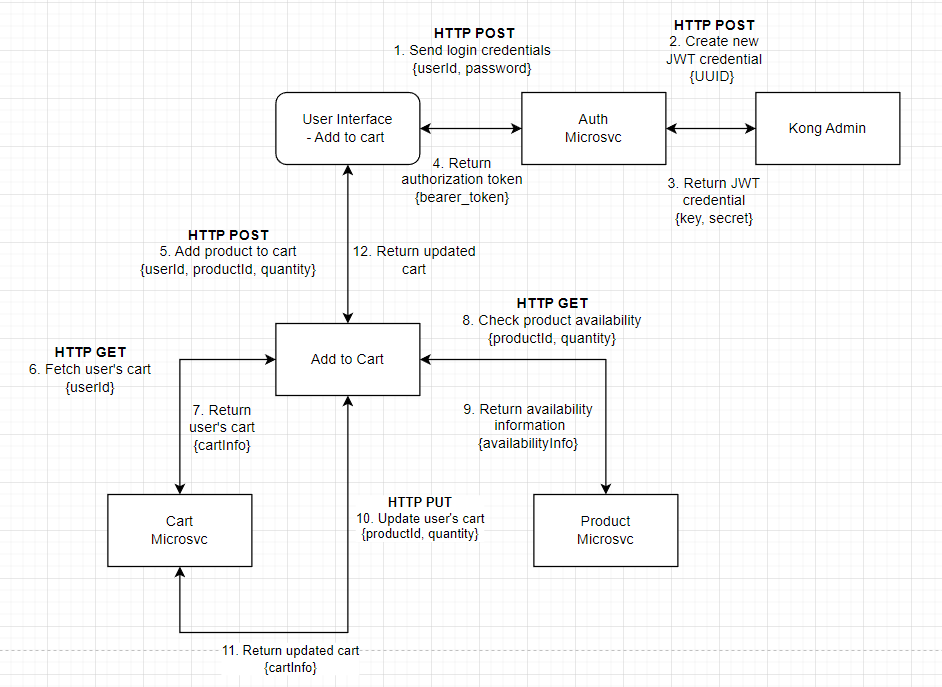 HTTP POST
1. Send login credentials
{userId, password}
HTTP POST
2. Create new
JWT credential
{UUID}
User Interface
- Add to cart
Auth
Microsvc
Kong Admin
4. Return
authorization token
{bearer_token}
3. Return JWT
credential
{key, secret}
HTTP POST
5. Add product to cart
{userId, productId, quantity}
12. Return updated
cart
HTTP GET
8. Check product availability
{productId, quantity}
Add to Cart
HTTP GET
6. Fetch user's cart
{userId}
7. Return
user's cart
{cartInfo}
9. Return availability
information
{availabilityInfo}
HTTP PUT
10. Update user's cart
{productId, quantity}
Cart
Microsvc
Product
Microsvc
11. Return updated cart
{cartInfo}